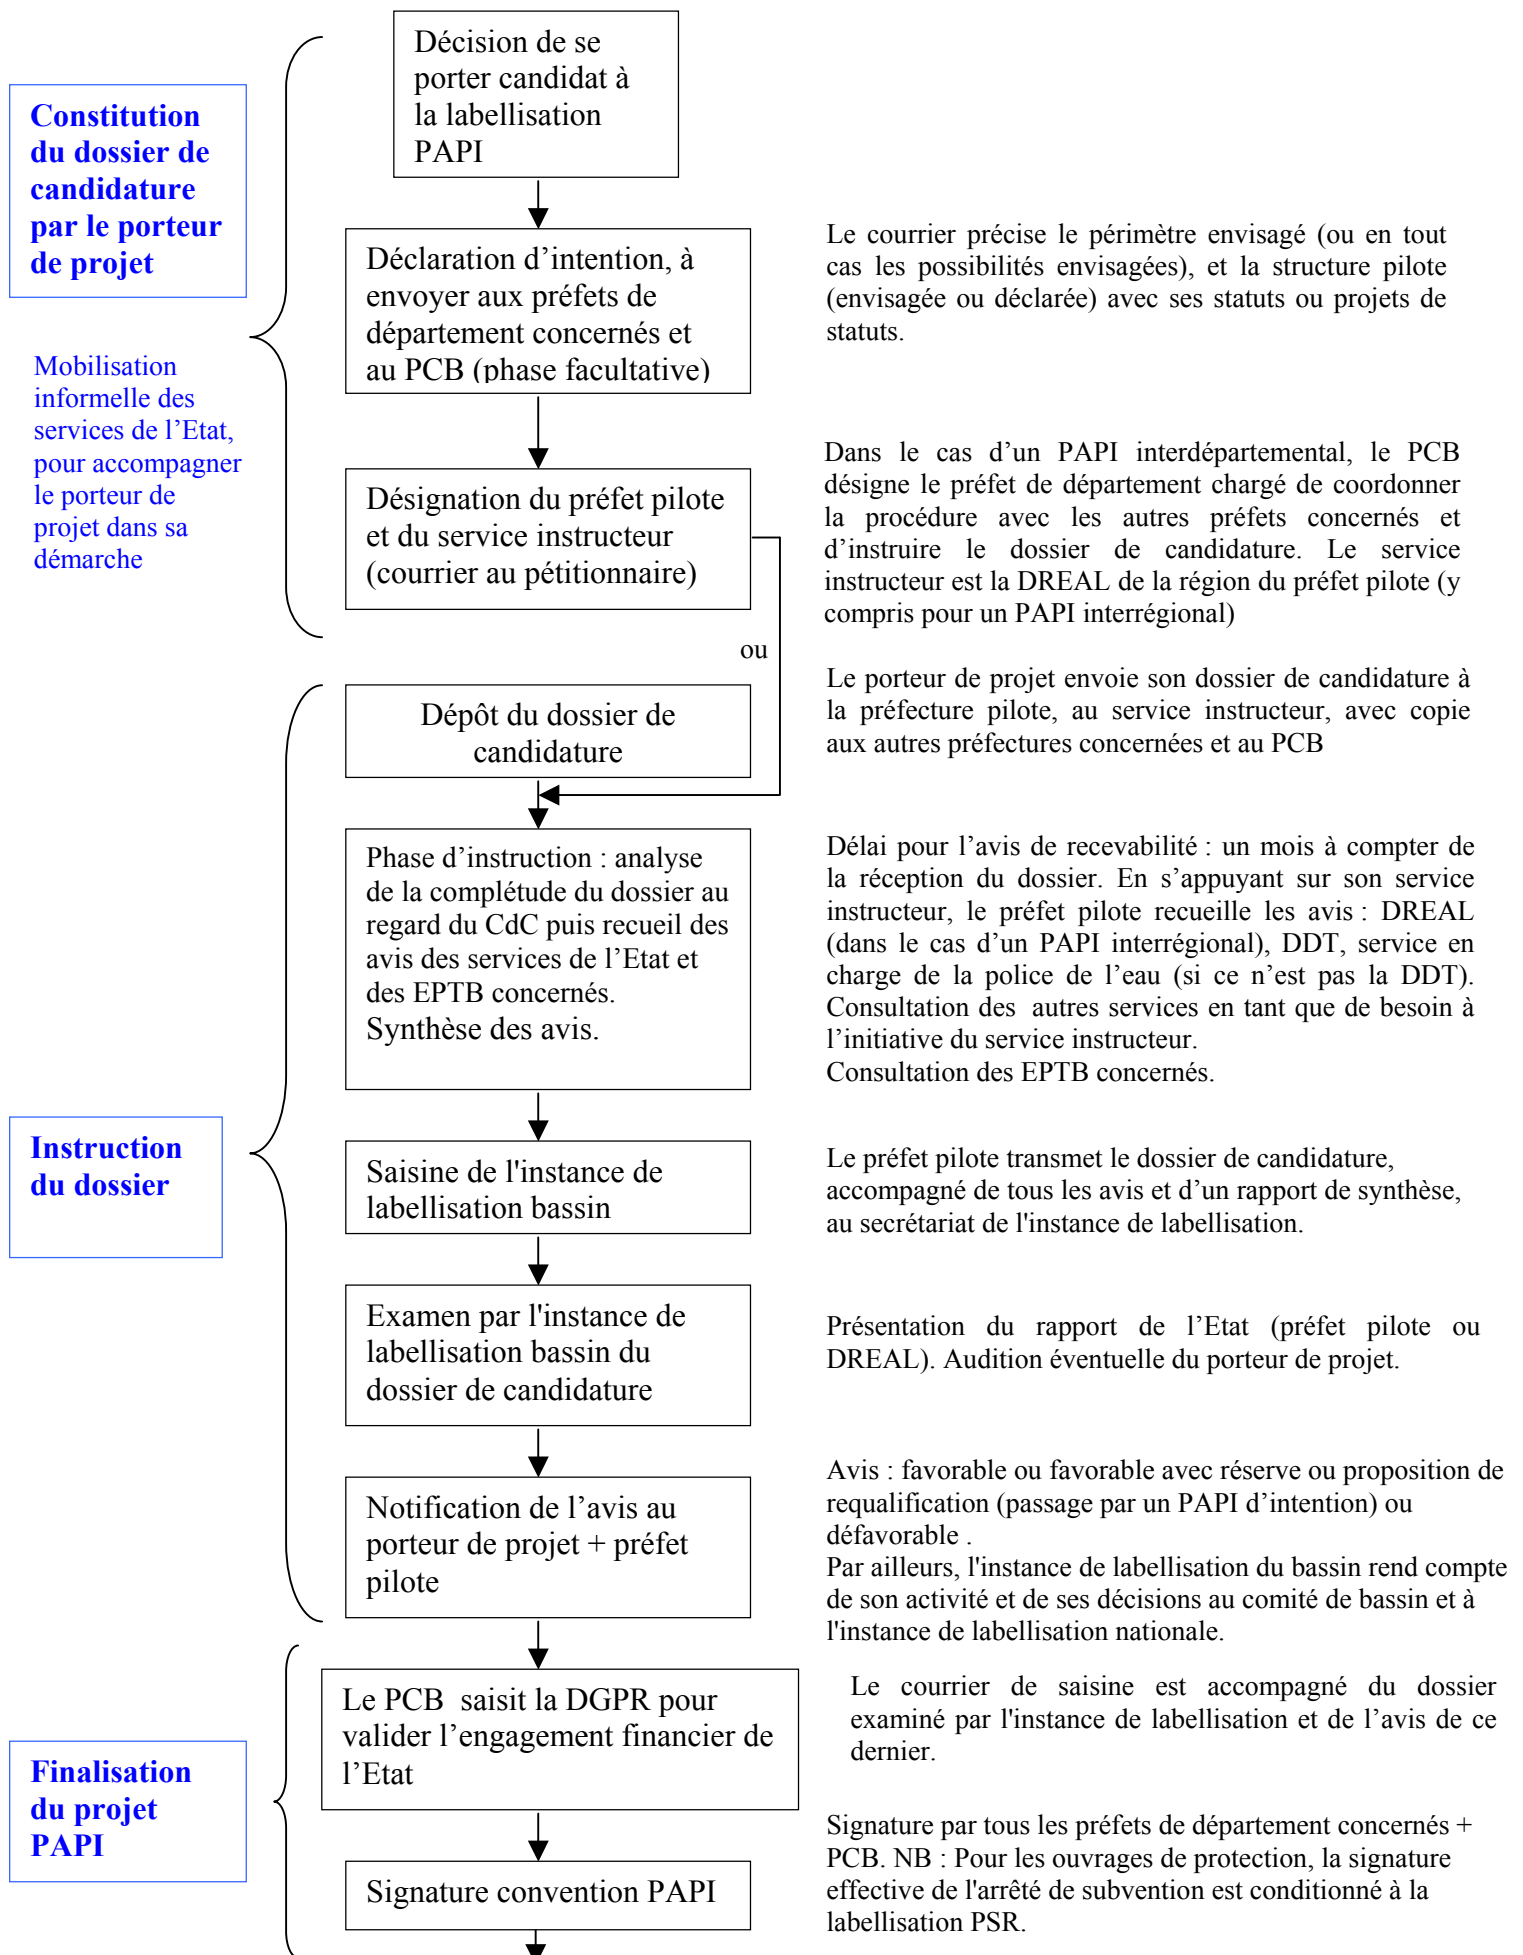 Décision de se
porter candidat à
la labellisation
PAPI
Constitution
du dossier de
candidature
par le porteur
de projet
Déclaration d’intention, à
envoyer aux préfets de
département concernés et
au PCB (phase facultative)
Le courrier précise le périmètre envisagé (ou en tout
cas les possibilités envisagées), et la structure pilote
(envisagée ou déclarée) avec ses statuts ou projets de
statuts.
Mobilisation
informelle des
services de l’Etat,
pour accompagner
le porteur de
projet dans sa
démarche
Désignation du préfet pilote
et du service instructeur
(courrier au pétitionnaire)
Dans le cas d’un PAPI interdépartemental, le PCB
désigne le préfet de département chargé de coordonner
la procédure avec les autres préfets concernés et
d’instruire le dossier de candidature. Le service
instructeur est la DREAL de la région du préfet pilote (y
compris pour un PAPI interrégional)
ou
Dépôt du dossier de
candidature
Le porteur de projet envoie son dossier de candidature à
la préfecture pilote, au service instructeur, avec copie
aux autres préfectures concernées et au PCB
Phase d’instruction : analyse
de la complétude du dossier au
regard du CdC puis recueil des
avis des services de l’Etat et
des EPTB concernés.
Synthèse des avis.
Délai pour l’avis de recevabilité : un mois à compter de
la réception du dossier. En s’appuyant sur son service
instructeur, le préfet pilote recueille les avis : DREAL
(dans le cas d’un PAPI interrégional), DDT, service en
charge de la police de l’eau (si ce n’est pas la DDT).
Consultation des autres services en tant que de besoin à
l’initiative du service instructeur.
Consultation des EPTB concernés.
Instruction
du dossier
Saisine de l'instance de
labellisation bassin
Le préfet pilote transmet le dossier de candidature,
accompagné de tous les avis et d’un rapport de synthèse,
au secrétariat de l'instance de labellisation.
Examen par l'instance de
labellisation bassin du
dossier de candidature
Présentation du rapport de l’Etat (préfet pilote ou
DREAL). Audition éventuelle du porteur de projet.
Notification de l’avis au
porteur de projet + préfet
pilote
Avis : favorable ou favorable avec réserve ou proposition de
requalification (passage par un PAPI d’intention) ou
défavorable .
Par ailleurs, l'instance de labellisation du bassin rend compte
de son activité et de ses décisions au comité de bassin et à
l'instance de labellisation nationale.
Le PCB saisit la DGPR pour
valider l’engagement financier de
l’Etat
Le courrier de saisine est accompagné du dossier
examiné par l'instance de labellisation et de l’avis de ce
dernier.
Finalisation
du projet
PAPI
Signature convention PAPI
Signature par tous les préfets de département concernés +
PCB. NB : Pour les ouvrages de protection, la signature
effective de l'arrêté de subvention est conditionné à la
labellisation PSR.